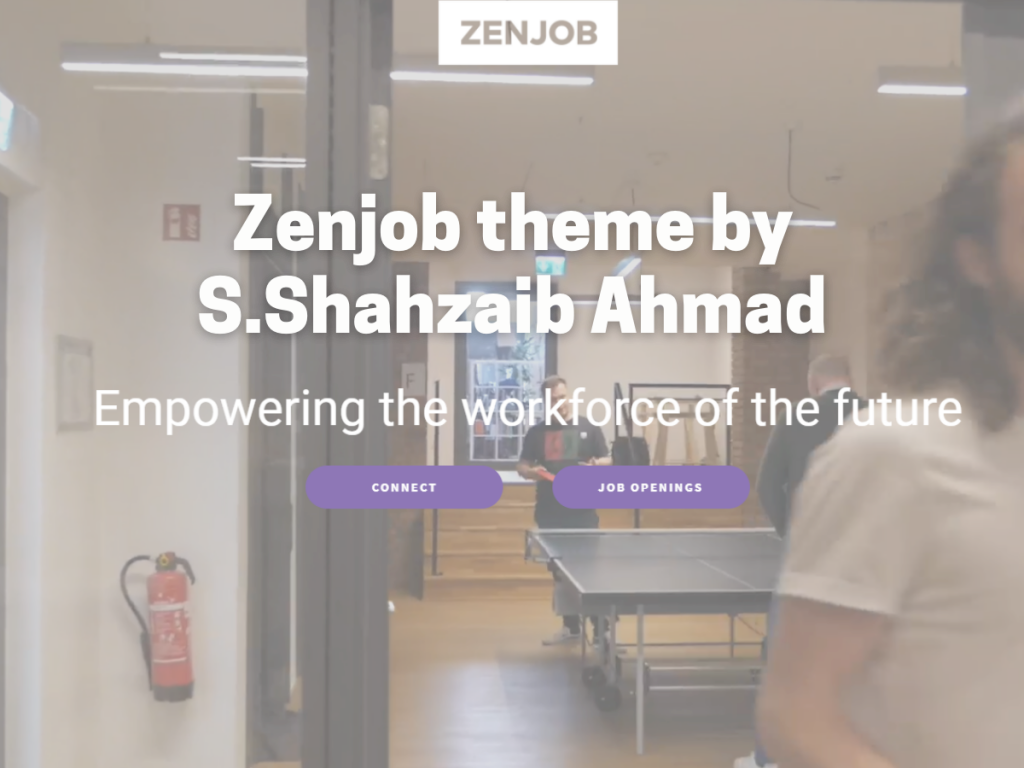 ZENJOB
Zenjob theme by
S.Shahzaib Ahmad
Empowering the workforce of the future
CONNECT
JOB OPENINGS
F